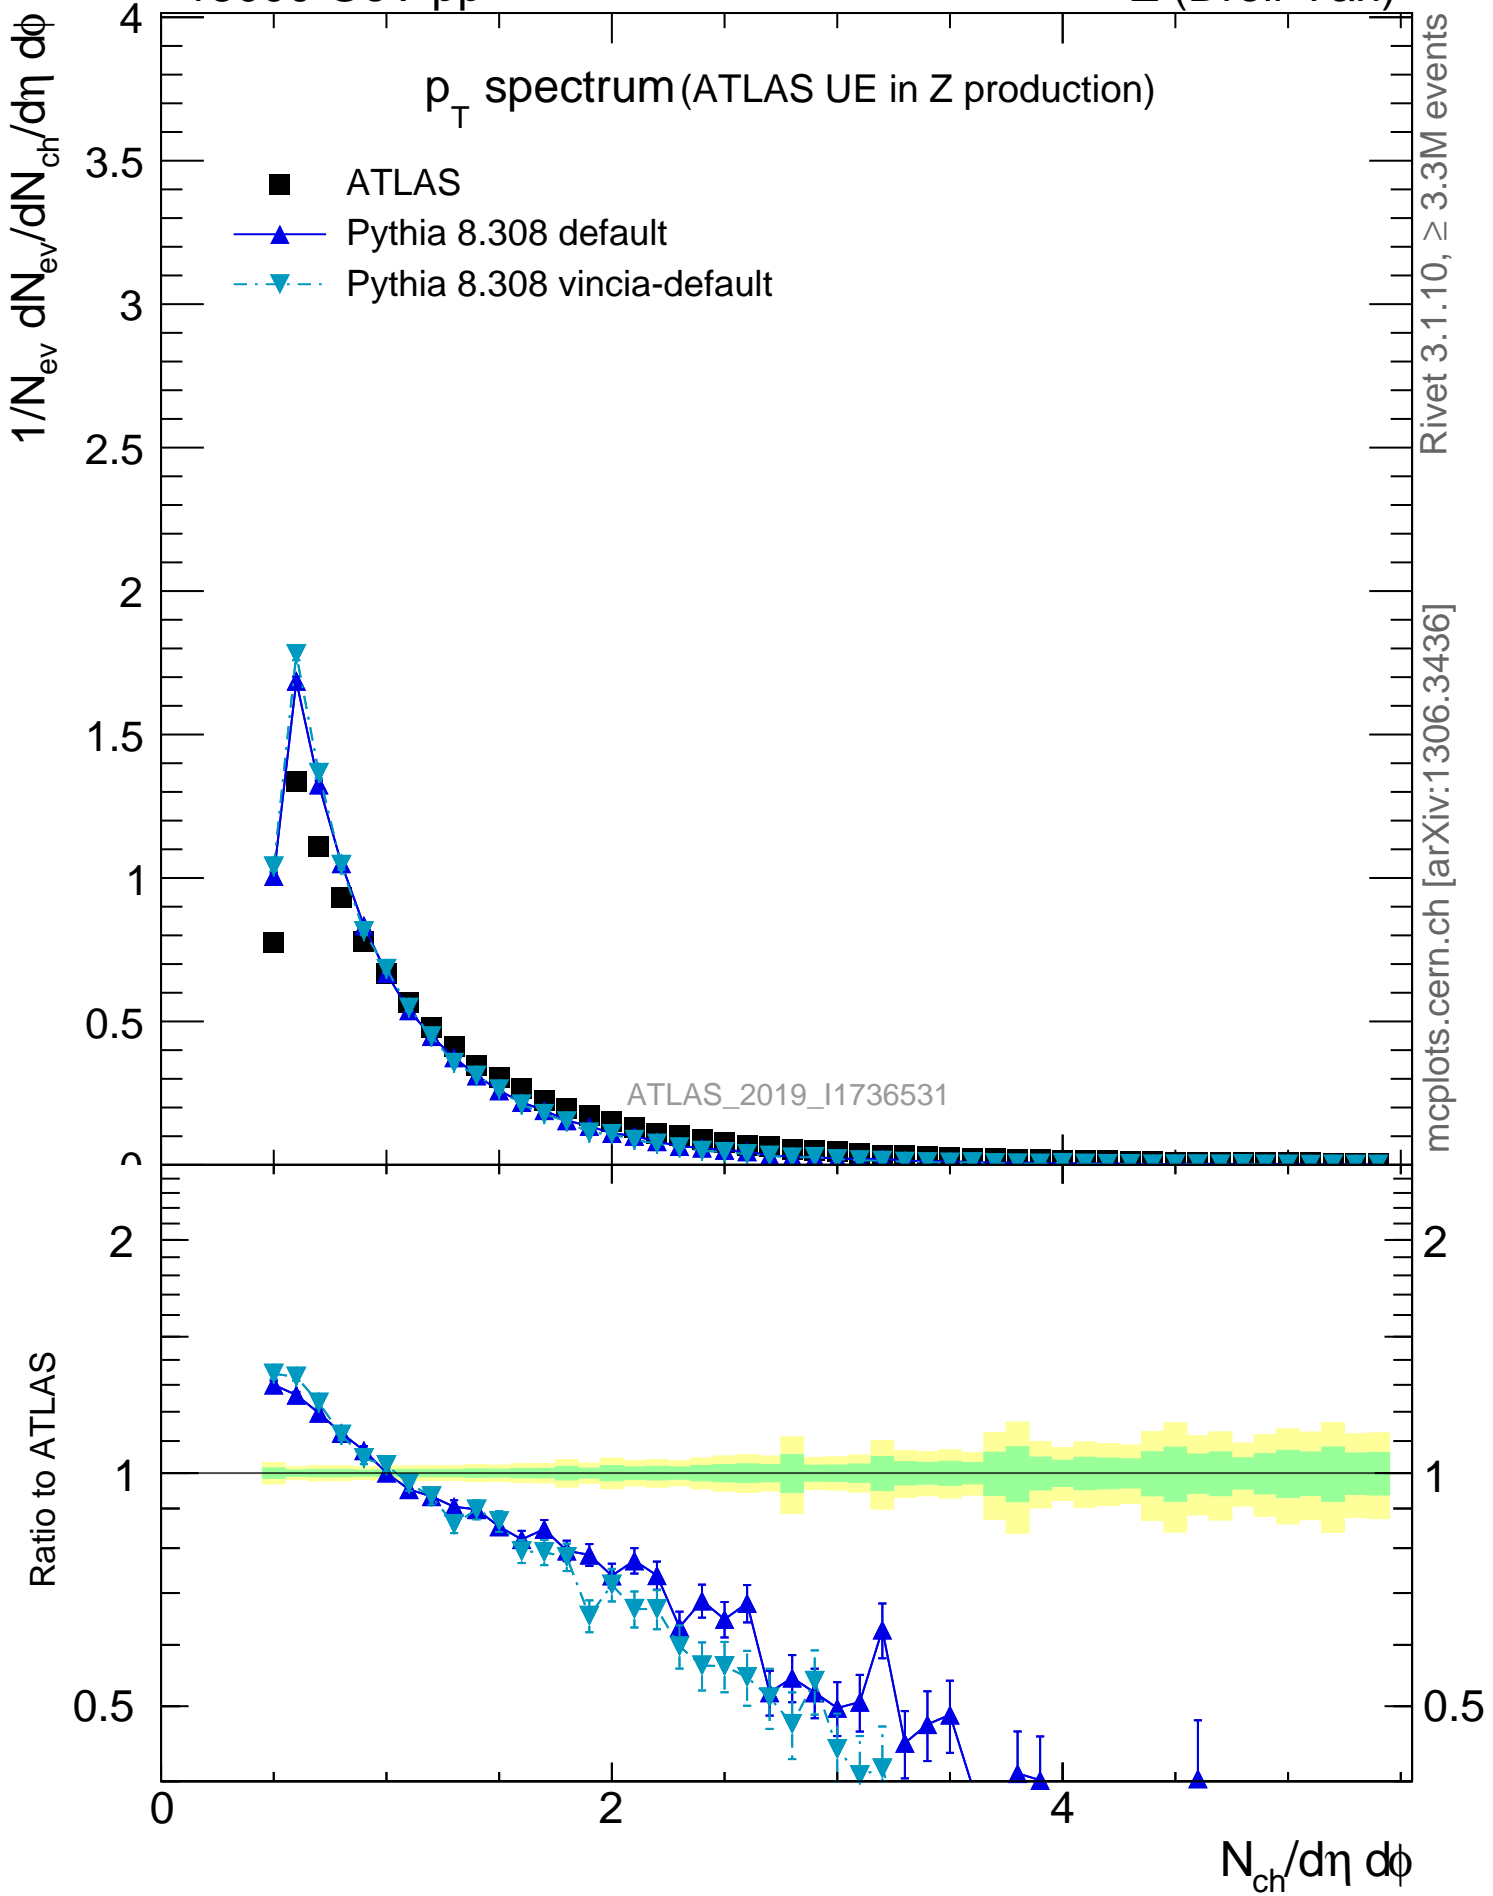 p_T spectrum (ATLAS UE in Z production)
ATLAS
Pythia 8.308 default
Pythia 8.308 vincia-default
1/N_ev dN_ev/dN_ch/dη dϕ
4
3.5
3
2.5
2
1.5
1
0.5
0
ATLAS_2019_I1736531
Rivet 3.1.10, ≥ 3.3M events
mcplots.cern.ch [arXiv:1306.3436]
Ratio to ATLAS
2
1
0.5
2
1
0.5
0
2
4
N_ch/dη dϕ